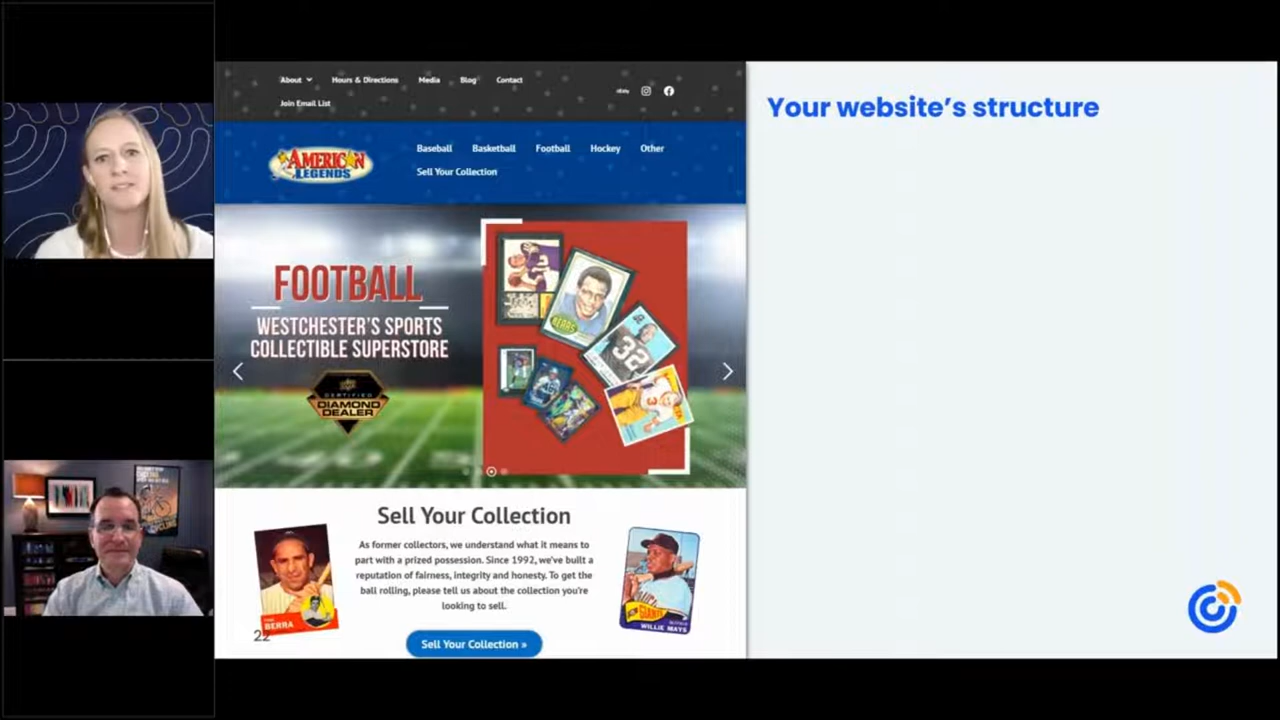 About
Hours & Directions
Media
Blog
Contact
Join Email List
ebay
AMERICAN
LEGENDS
Baseball
Basketball
Football
Hockey
Other
Sell Your Collection
FOOTBALL
WESTCHESTER'S SPORTS
COLLECTIBLE SUPERSTORE
CERTIFIED
DIAMOND
DEALER
BEARS
32
Sell Your Collection
As former collectors, we understand what it means to
part with a prized possession. Since 1992, we've built a
reputation of fairness, integrity and honesty. To get the
ball rolling, please tell us about the collection you're
looking to sell.
BERRA
GIANTS
WILLIE MAYS
22
Sell Your Collection »
Your website's structure
CYCLING